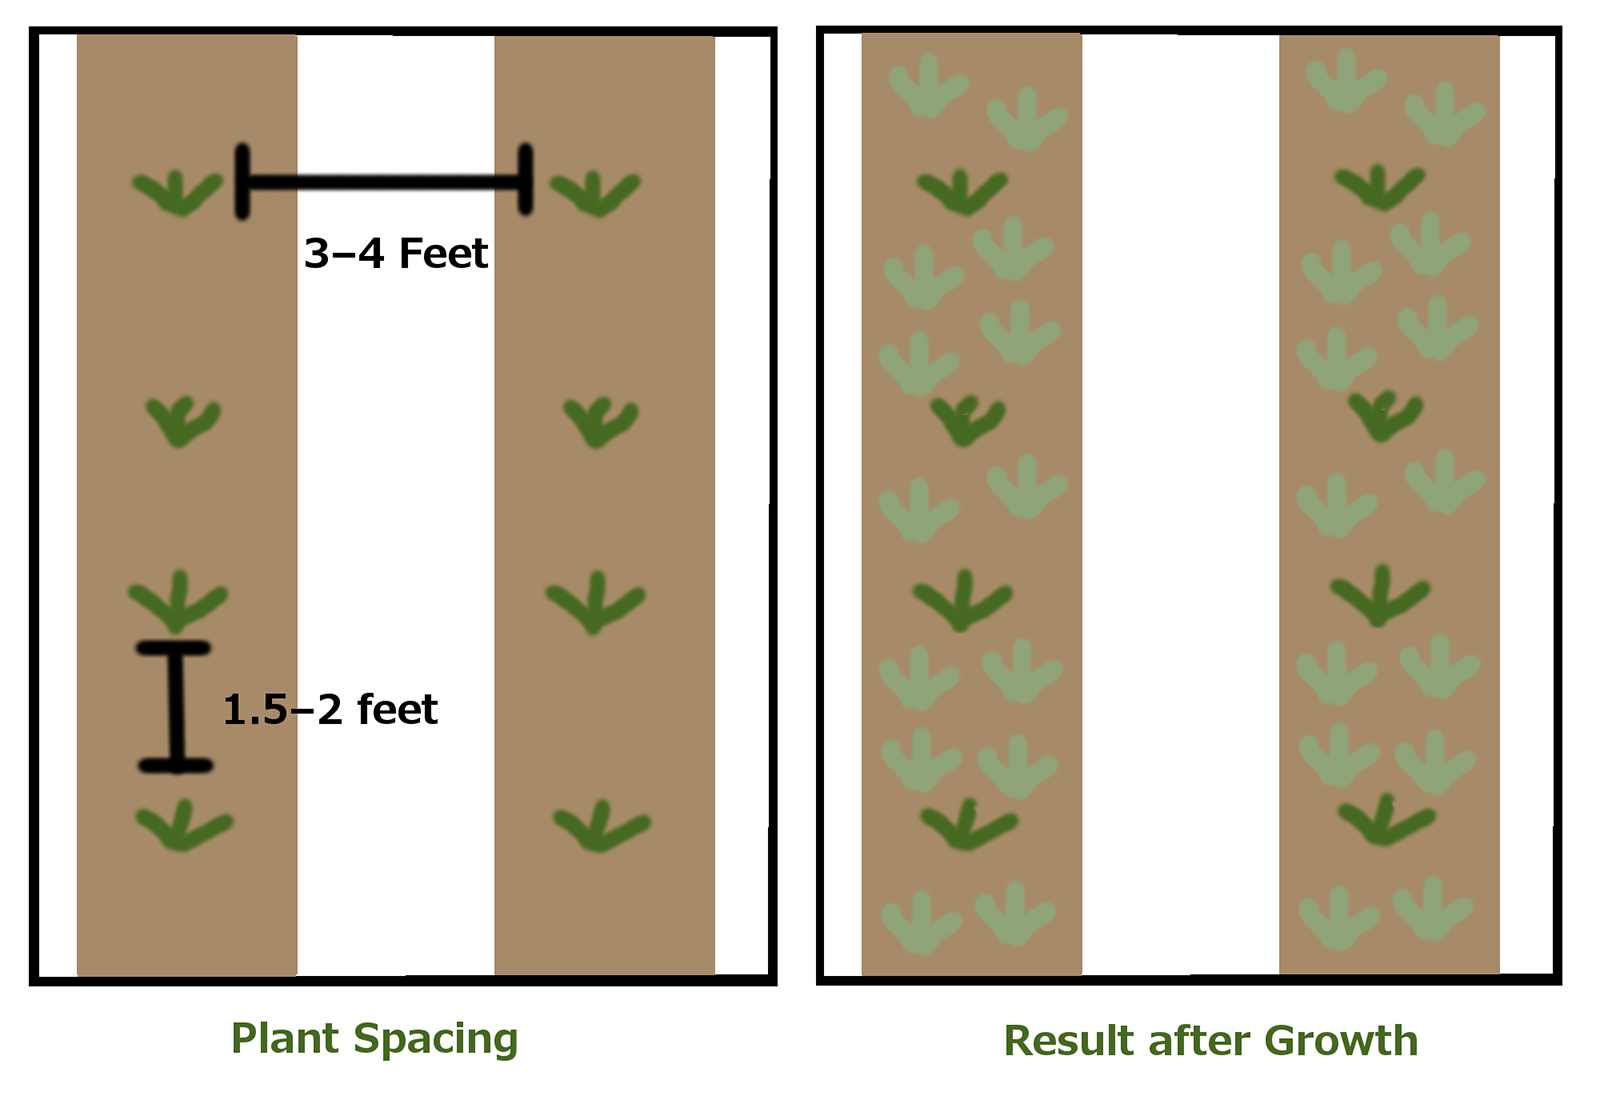 3–4 Feet
1.5–2 feet
Plant Spacing
Result after Growth